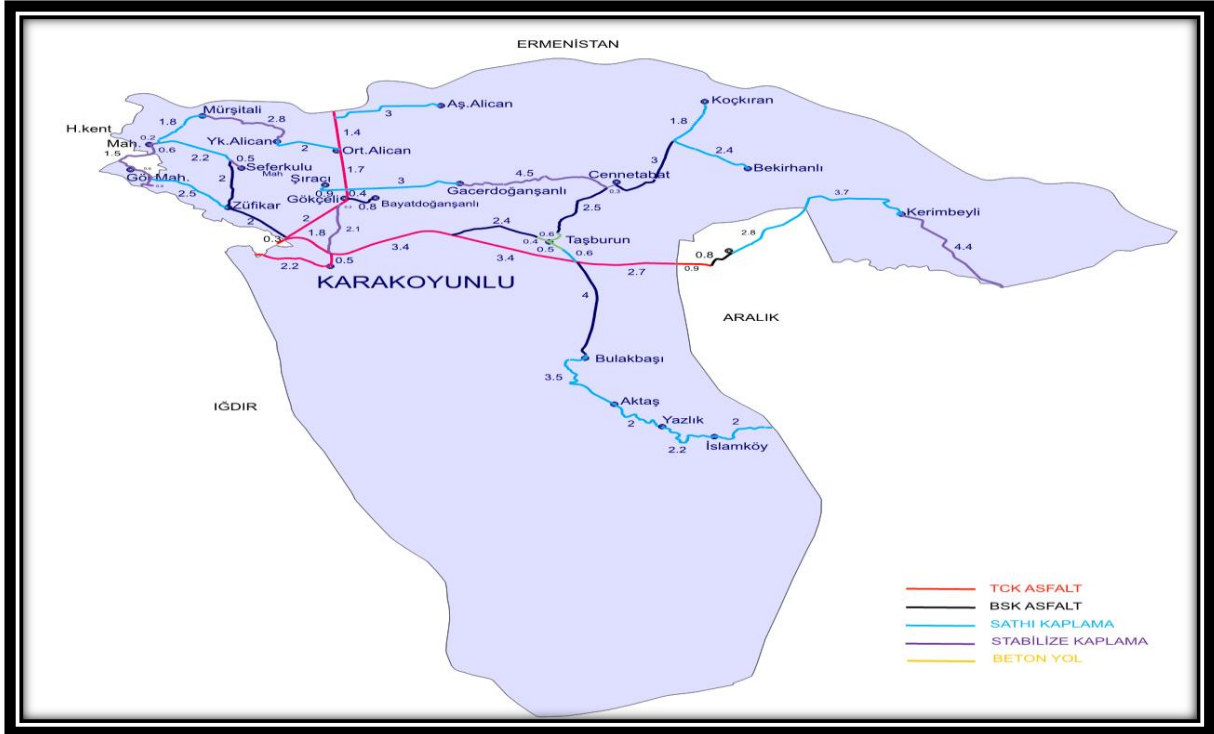 ERMENİSTAN
Koçkıran
Aş.Alican
3
Mürşitali
1.8
2.8
1.8
H.kent
0.2
Mah.
0.6
1.5
Yk.Alican
2
1.4
Ort.Alican
3
2.4
Bekirhanlı
2.2
0.5
Seferkulu
Mah
1.7
4.5
Cennetabat
0.3
Mah.
2
Şıraçı
3
Gacerdoğanşanlı
2.5
0.9
0.4
Gökçeli
0.8
Bayatdoğanşanlı
2.5
3.7
Kerimbeyli
Züfikar
2
2
1.8
2.1
2.4
0.6
0.4
0.5
Taşburun
0.6
2.8
4.4
0.3
3.4
3.4
2.7
0.8
0.9
2.2
0.5
KARAKOYUNLU
4
ARALIK
Bulakbaşı
3.5
IĞDIR
Aktaş
2
Yazlık
2
2.2
İslamköy
TCK ASFALT
BSK ASFALT
SATHI KAPLAMA
STABİLİZE KAPLAMA
BETON YOL